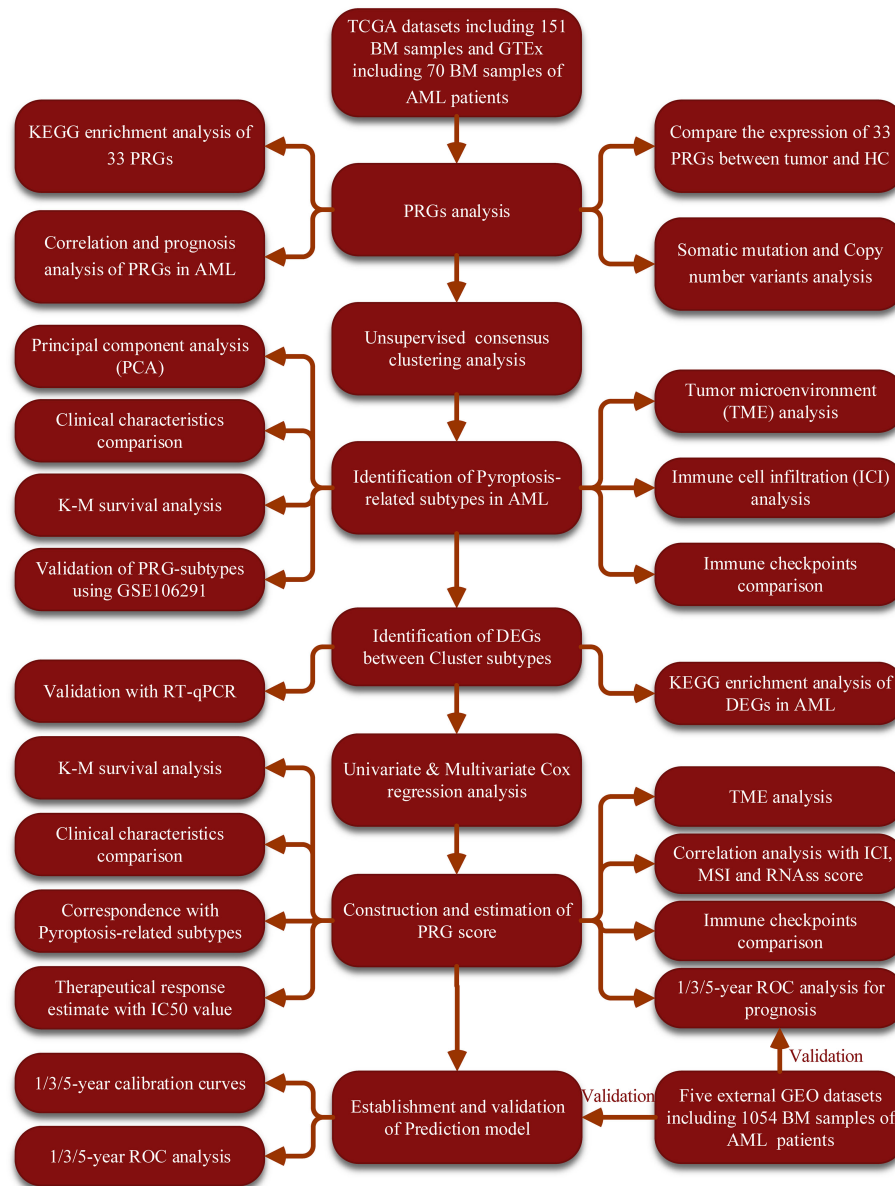 TCGA datasets including 151
BM samples and GTEx
including 70 BM samples of
AML patients
KEGG enrichment analysis of
33 PRGs
Compare the expression of 33
PRGs between tumor and HC
PRGs analysis
Correlation and prognosis
analysis of PRGs in AML
Somatic mutation and Copy
number variants analysis
Unsupervised consensus
clustering analysis
Principal component analysis
(PCA)
Clinical characteristics
comparison
K-M survival analysis
Validation of PRG-subtypes
using GSE106291
Identification of Pyroptosis-
related subtypes in AML
Tumor microenvironment
(TME) analysis
Immune cell infiltration (ICI)
analysis
Immune checkpoints
comparison
Identification of DEGs
between Cluster subtypes
Validation with RT-qPCR
KEGG enrichment analysis of
DEGs in AML
Univariate & Multivariate Cox
regression analysis
K-M survival analysis
Clinical characteristics
comparison
Correspondence with
Pyroptosis-related subtypes
Therapeutical response
estimate with IC50 value
Construction and estimation of
PRG score
TME analysis
Correlation analysis with ICI,
MSI and RNAss score
Immune checkpoints
comparison
1/3/5-year ROC analysis for
prognosis
Validation
1/3/5-year calibration curves
1/3/5-year ROC analysis
Establishment and validation
of Prediction model
Validation
Five external GEO datasets
including 1054 BM samples of
AML patients